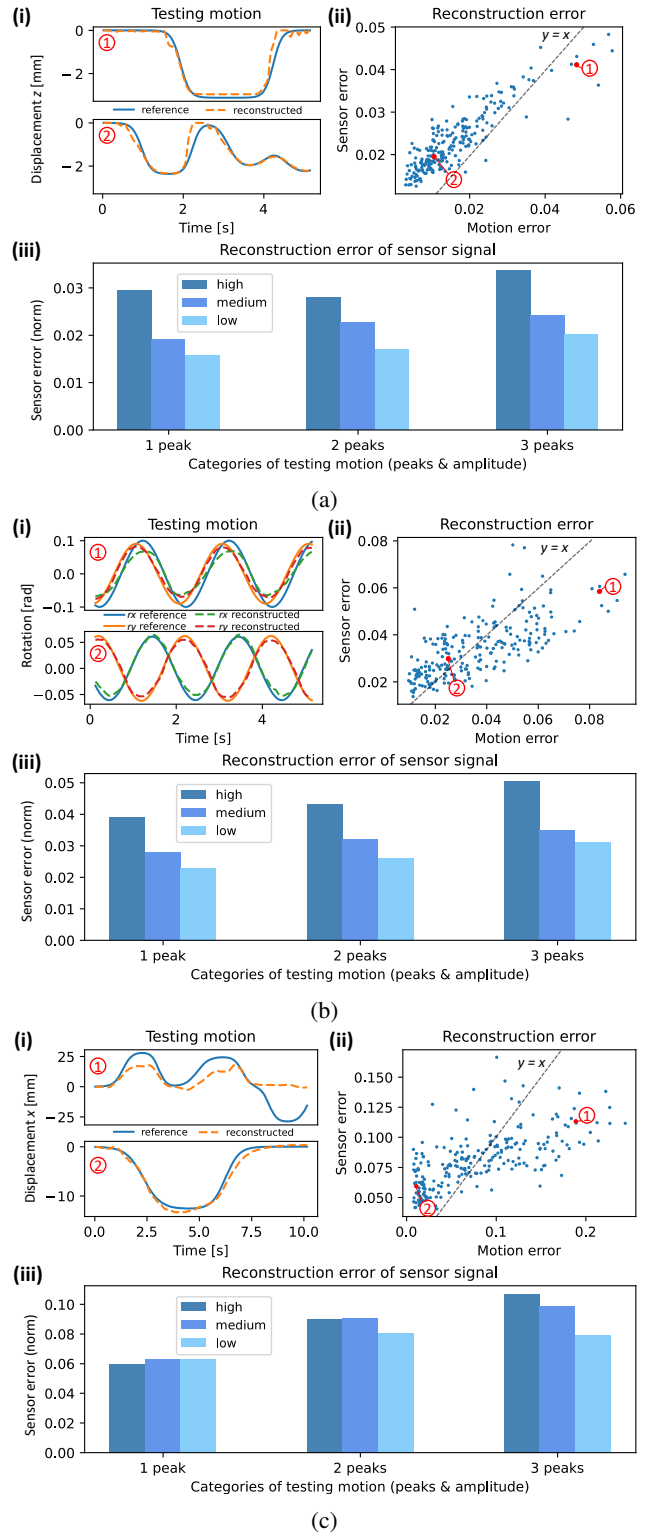 (i) Testing motion
(ii) Reconstruction error
0
−2
①
Displacement z [mm]
reference reconstructed
0
−2
②
0 2 4
Time [s]
y = x
①
②
0.05
0.04
0.03
0.02
Sensor error
0.02 0.04 0.06
Motion error
(iii) Reconstruction error of sensor signal
0.03
0.02
0.01
0.00
Sensor error (norm)
high
medium
low
1 peak 2 peaks 3 peaks
Categories of testing motion (peaks & amplitude)
(a)
(i) Testing motion
(ii) Reconstruction error
0.1
0.0
−0.1
①
Rotation [rad]
rx reference rx reconstructed
ry reference ry reconstructed
0.05
0.00
−0.05
②
0 2 4
Time [s]
y = x
①
②
0.08
0.06
0.04
0.02
Sensor error
0.02 0.04 0.06 0.08
Motion error
(iii) Reconstruction error of sensor signal
0.05
0.04
0.03
0.02
0.01
0.00
Sensor error (norm)
high
medium
low
1 peak 2 peaks 3 peaks
Categories of testing motion (peaks & amplitude)
(b)
(i) Testing motion
(ii) Reconstruction error
25
0
−25
①
Displacement x [mm]
reference reconstructed
0
−10
②
0.0 2.5 5.0 7.5 10.0
Time [s]
y = x
①
②
0.150
0.125
0.100
0.075
0.050
Sensor error
0.0 0.1 0.2
Motion error
(iii) Reconstruction error of sensor signal
0.10
0.08
0.06
0.04
0.02
0.00
Sensor error (norm)
high
medium
low
1 peak 2 peaks 3 peaks
Categories of testing motion (peaks & amplitude)
(c)